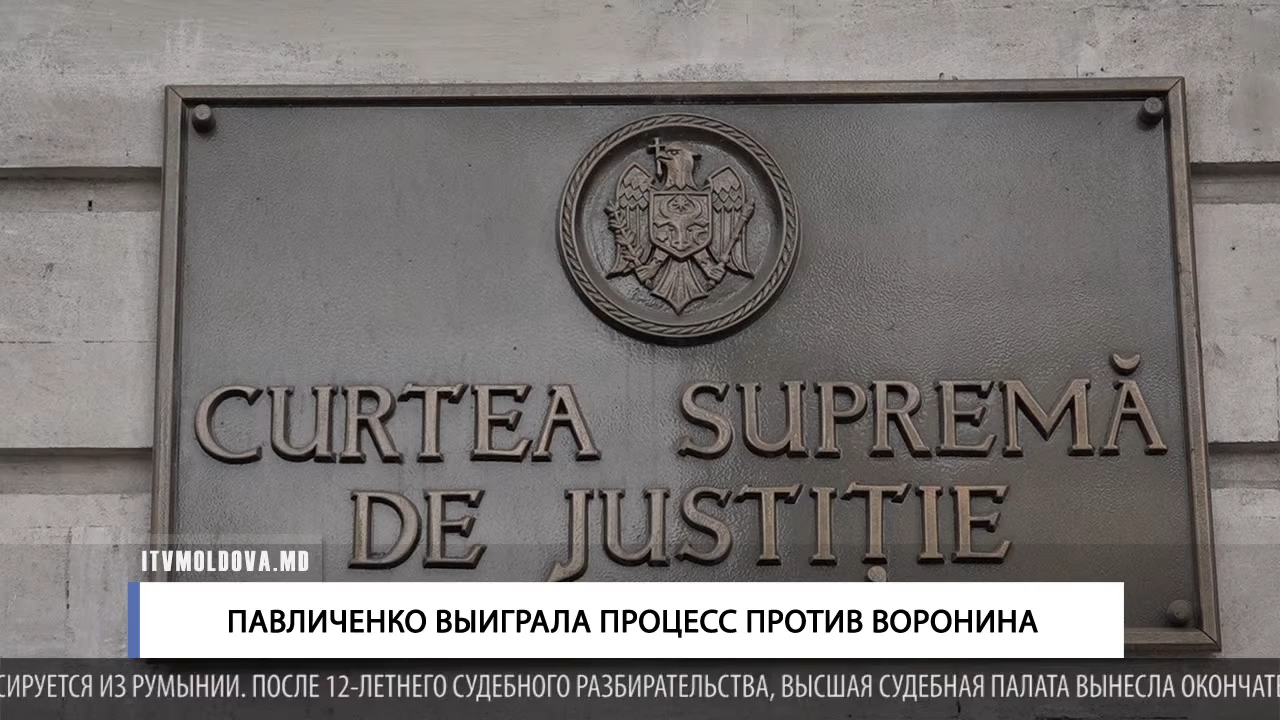 CURTEA SUPREMĂ
DE JUSTIȚIE
ITVMOLDOVA.MD
ПАВЛИЧЕНКО ВЫИГРАЛА ПРОЦЕСС ПРОТИВ ВОРОНИНА
СИРУЕТСЯ ИЗ РУМЫНИИ. ПОСЛЕ 12-ЛЕТНЕГО СУДЕБНОГО РАЗБИРАТЕЛЬСТВА, ВЫСШАЯ СУДЕБНАЯ ПАЛАТА ВЫНЕСЛА ОКОНЧАТЕ